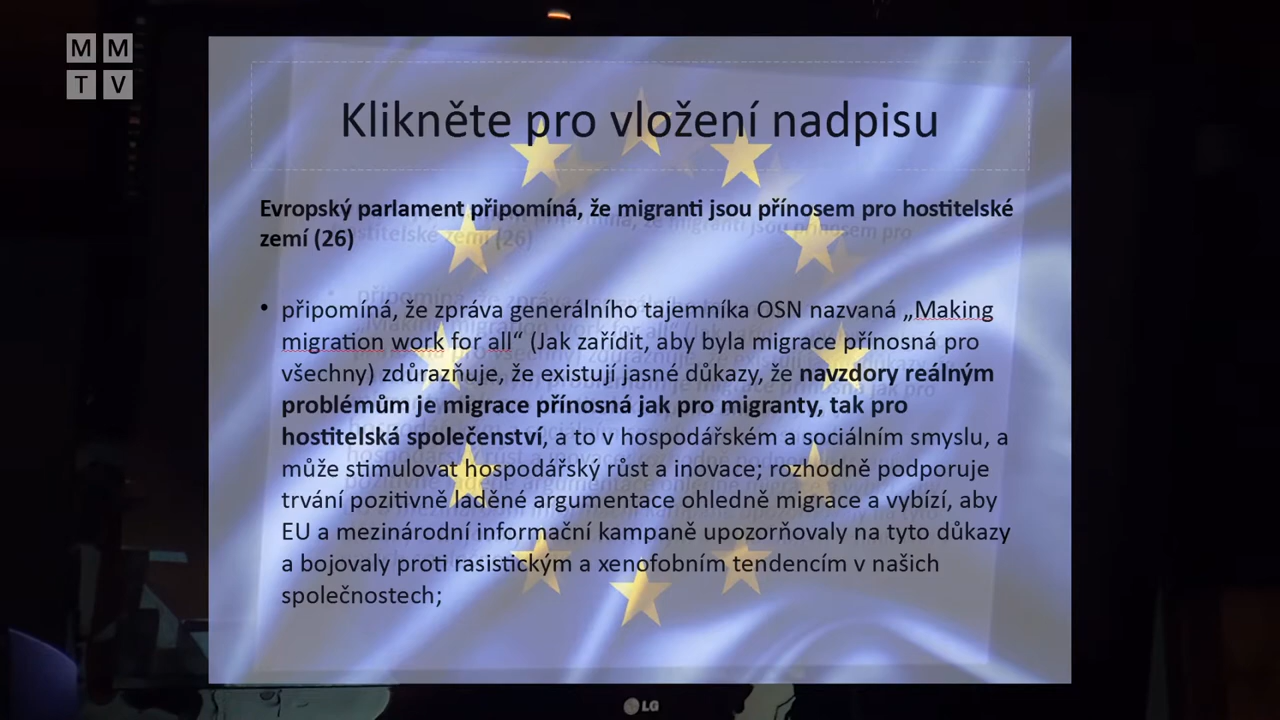 MM
TV
Klikněte pro vložení nadpisu
Evropský parlament připomíná, že migranti jsou přínosem pro hostitelské
zemí (26)
• připomíná, že zpráva generálního tajemníka OSN nazvaná „Making
migration work for all“ (Jak zařídit, aby byla migrace přínosná pro
všechny) zdůrazňuje, že existují jasné důkazy, že navzdory reálným
problémům je migrace přínosná jak pro migranty, tak pro
hostitelská společenství, a to v hospodářském a sociálním smyslu, a
může stimulovat hospodářský růst a inovace; rozhodně podporuje
trvání pozitivně laděné argumentace ohledně migrace a vybízí, aby
EU a mezinárodní informační kampaně upozorňovaly na tyto důkazy
a bojovaly proti rasistickým a xenofobním tendencím v našich
společnostech;
LG